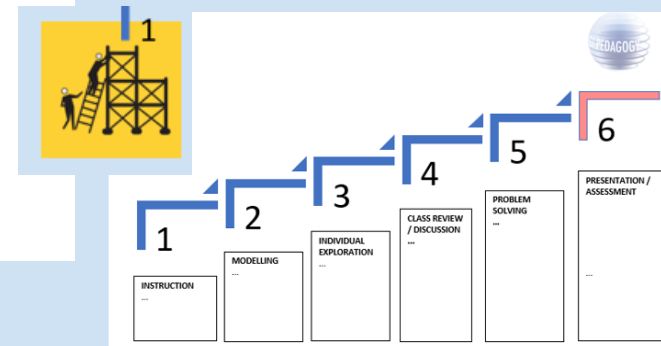 1
PEDAGOGY
1
2
3
4
5
6
INSTRUCTION
...
MODELLING
...
INDIVIDUAL
EXPLORATION
...
CLASS REVIEW
/ DISCUSSION
...
PROBLEM
SOLVING
...
PRESENTATION /
ASSESSMENT
...